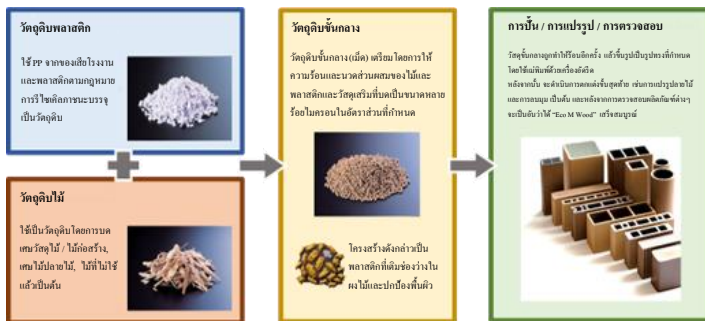 วัตถุดิบพลาสติก
ใช้ PP จากของเสียโรงงาน
และพลาสติกตามกฎหมาย
การรีไซเคิลภาชนะบรรจุ
เป็นวัตถุดิบ
วัตถุดิบไม้
ใช้เป็นวัตถุดิบโดยการบด
เศษวัสดุไม้ / ไม้ก่อสร้าง,
เศษไม้ปลายไม้, ไม้ที่ไม่ใช้
แล้วเป็นต้น
วัตถุดิบขั้นกลาง
วัตถุดิบขั้นกลาง(เม็ด) เตรียมโดยการให้
ความร้อนและนวดส่วนผสมของไม้และ
พลาสติกและวัสดุเสริมที่บดเป็นขนาดหลาย
ร้อยไมครอนในอัตราส่วนที่กำหนด
โครงสร้างดังกล่าวเป็น
พลาสติกที่เติมช่องว่างใน
ผงไม้และปกป้องพื้นผิว
การปั้น / การแปรรูป / การตรวจสอบ
วัสดุขั้นกลางถูกทำให้ร้อนอีกครั้ง แล้วขึ้นรูปเป็นรูปทรงที่กำหนด
โดยใช้แม่พิมพ์ด้วยเครื่องอัดรีด
หลังจากนั้น จะดำเนินการตกแต่งขั้นสุดท้าย เช่นการแปรรูปลายไม้
และการลบมุม เป็นต้น และหลังจากการตรวจสอบผลิตภัณฑ์ต่างๆ
จะเป็นอันว่าได้ "Eco M Wood" เสร็จสมบูรณ์